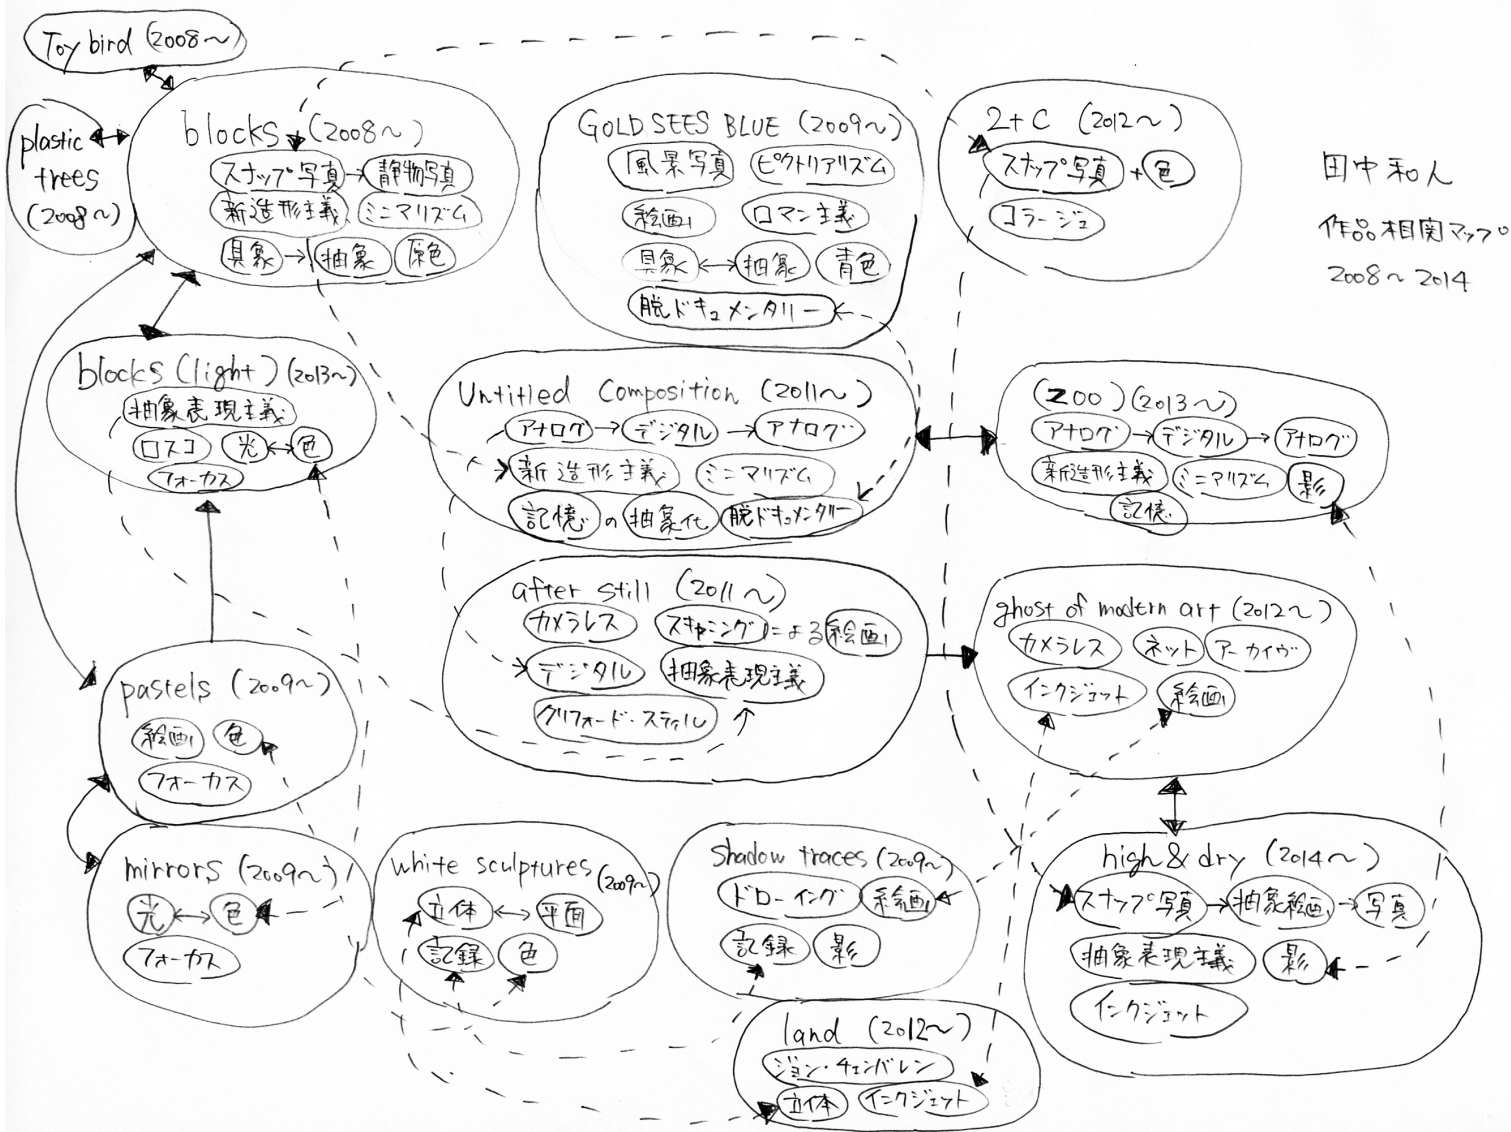 Toy bird (2008〜)
plastic
trees
(2008〜)
blocks (2008〜)
スナップ写真→静物写真
新造形主義 ミニマリズム
具象→抽象 原色
GOLD SEES BLUE (2009〜)
風景写真 ピクトリアリズム
絵画 ロマン主義
具象↔抽象 青色
脱ドキュメンタリー
2+C (2012〜)
スナップ写真+色
コラージュ
田中和人
作品相関マップ
2008〜2014
blocks (light) (2013〜)
抽象表現主義
ロスコ 光↔色
フォーカス
Untitled Composition (2011〜)
アナログ→デジタル→アナログ
新造形主義 ミニマリズム
記憶の抽象化 脱ドキュメンタリー
(ZOO) (2013〜)
アナログ→デジタル→アナログ
新造形主義 ミニマリズム 影
記憶
after still (2011〜)
カメラレス スキャニングによる絵画
デジタル 抽象表現主義
クリフォード・スティル
ghost of modern art (2012〜)
カメラレス ネット アーカイヴ
インクジェット 絵画
pastels (2009〜)
絵画 色
フォーカス
mirrors (2009〜)
光↔色
フォーカス
white sculptures (2009〜)
立体↔平面
記録 色
shadow traces (2009〜)
ドローイング 絵画
記録 影
high & dry (2014〜)
スナップ写真→抽象絵画→写真
抽象表現主義 影
インクジェット
land (2012〜)
ジョン・チェンバレン
立体 インクジェット